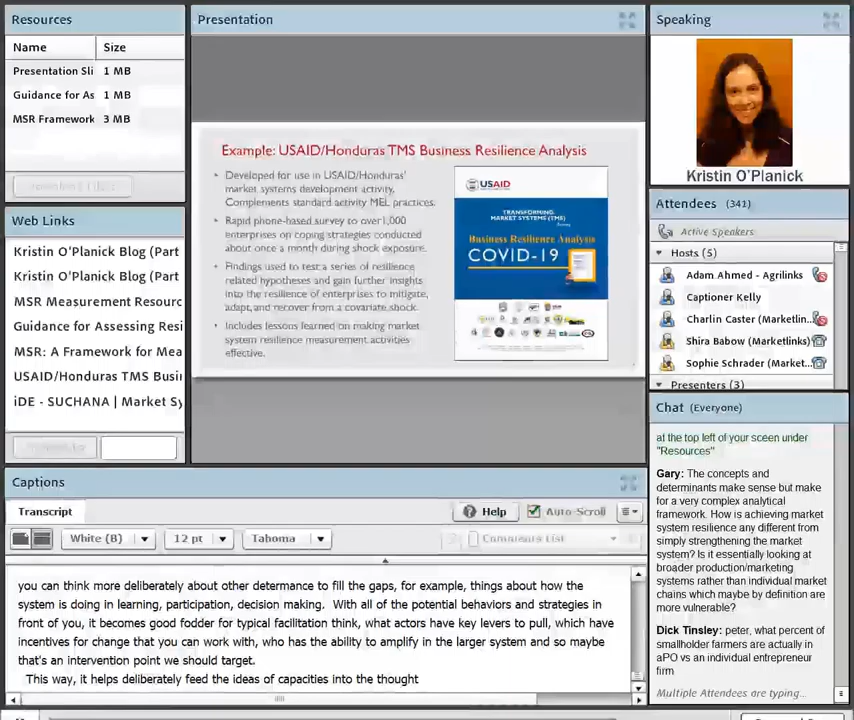 Resources
Name Size
Presentation Sli 1 MB
Guidance for As 1 MB
MSR Framework 3 MB
Web Links
Kristin O'Planick Blog (Part
Kristin O'Planick Blog (Part
MSR Measurement Resourc
Guidance for Assessing Resi
MSR: A Framework for Mea
USAID/Honduras TMS Busin
iDE - SUCHANA | Market Sy
Presentation
Example: USAID/Honduras TMS Business Resilience Analysis
• Developed for use in USAID/Honduras'
market systems development activity.
Complements standard activity MEL practices.
• Rapid phone-based survey to over 1,000
enterprises on coping strategies conducted
about once a month during shock exposure.
• Findings used to test a series of resilience
related hypotheses and gain further insights
into the resilience of enterprises to mitigate,
adapt, and recover from a covariate shock.
• Includes lessons learned on making market
system resilience measurement activities
effective.
USAID
TRANSFORMING
MARKET SYSTEMS (TMS)
Business Resilience Analysis
COVID-19
Speaking
Kristin O'Planick
Attendees (341)
Active Speakers
Hosts (5)
Adam Ahmed - Agrilinks
Captioner Kelly
Charlin Caster (Marketlin...
Shira Babow (Marketlinks)
Sophie Schrader (Market...
Presenters (3)
Chat (Everyone)
at the top left of your sceen under
"Resources"
Gary: The concepts and
determinants make sense but make
for a very complex analytical
framework. How is achieving market
system resilience any different from
simply strengthening the market
system? Is it essentially looking at
broader production/marketing
systems rather than individual market
chains which maybe by definition are
more vulnerable?
Dick Tinsley: peter, what percent of
smallholder farmers are actually in
aPO vs an individual entrepreneur
firm
Multiple Attendees are typing...
Captions
Transcript
Help
Auto-Scroll
White (B)
12 pt
Tahoma
Comments List
you can think more deliberately about other determance to fill the gaps, for example, things about how the
system is doing in learning, participation, decision making. With all of the potential behaviors and strategies in
front of you, it becomes good fodder for typical facilitation think, what actors have key levers to pull, which have
incentives for change that you can work with, who has the ability to amplify in the larger system and so maybe
that's an intervention point we should target.
This way, it helps deliberately feed the ideas of capacities into the thought